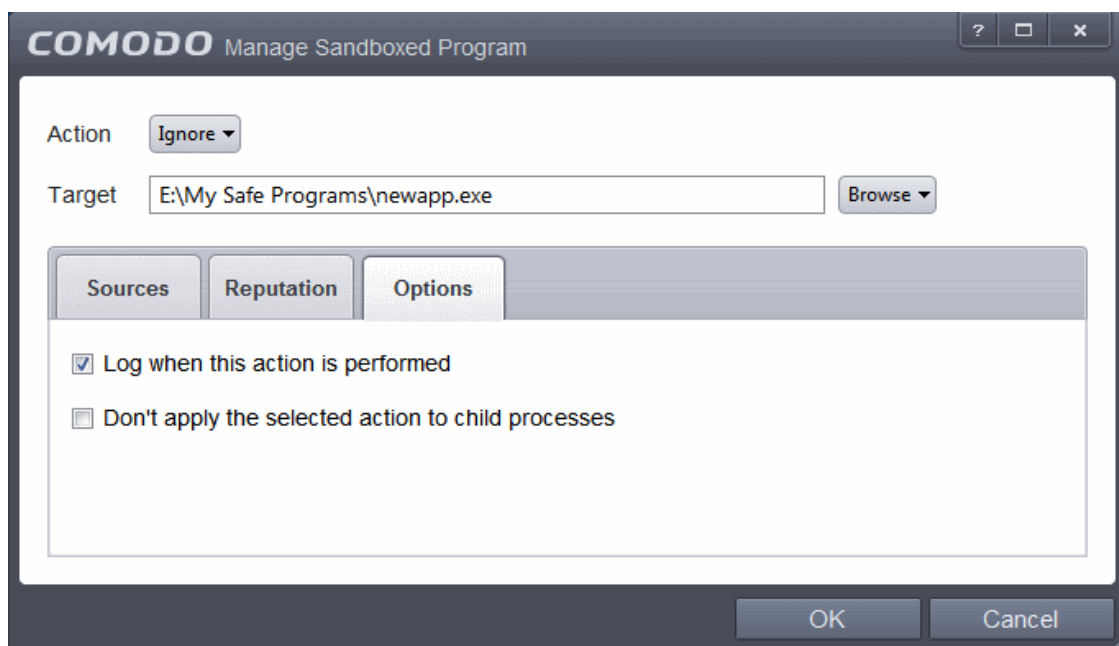 COMODO Manage Sandboxed Program ? x
Action Ignore
Target E:\My Safe Programs\newapp.exe Browse
Sources Reputation Options
Log when this action is performed
Don't apply the selected action to child processes
OK Cancel